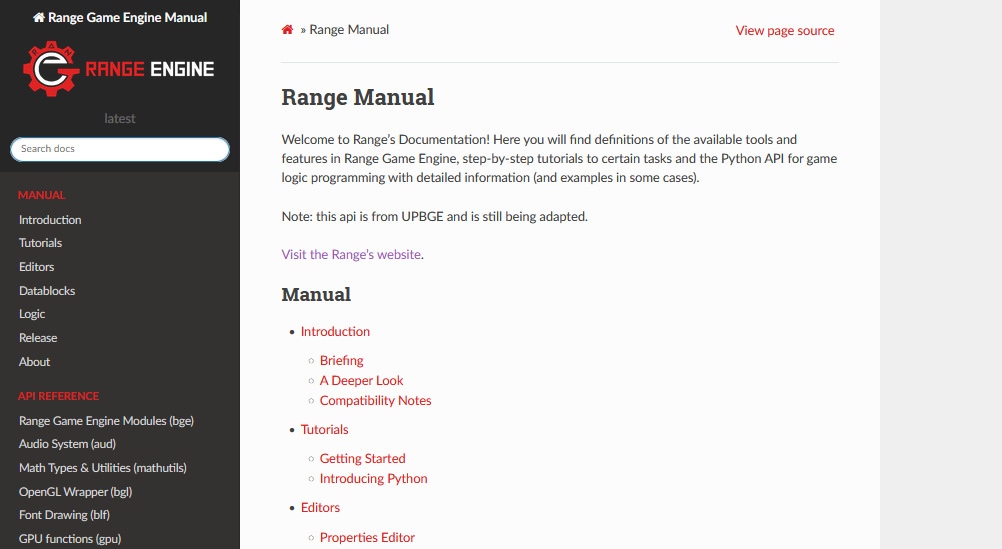 Range Game Engine Manual
RANGE ENGINE
latest
Search docs
MANUAL
Introduction
Tutorials
Editors
Datablocks
Logic
Release
About
API REFERENCE
Range Game Engine Modules (bge)
Audio System (aud)
Math Types & Utilities (mathutils)
OpenGL Wrapper (bgl)
Font Drawing (blf)
GPU functions (gpu)
» Range Manual
View page source
Range Manual
Welcome to Range's Documentation! Here you will find definitions of the available tools and
features in Range Game Engine, step-by-step tutorials to certain tasks and the Python API for game
logic programming with detailed information (and examples in some cases).
Note: this api is from UPBGE and is still being adapted.
Visit the Range's website.
Manual
• Introduction
○ Briefing
○ A Deeper Look
○ Compatibility Notes
• Tutorials
○ Getting Started
○ Introducing Python
• Editors
○ Properties Editor